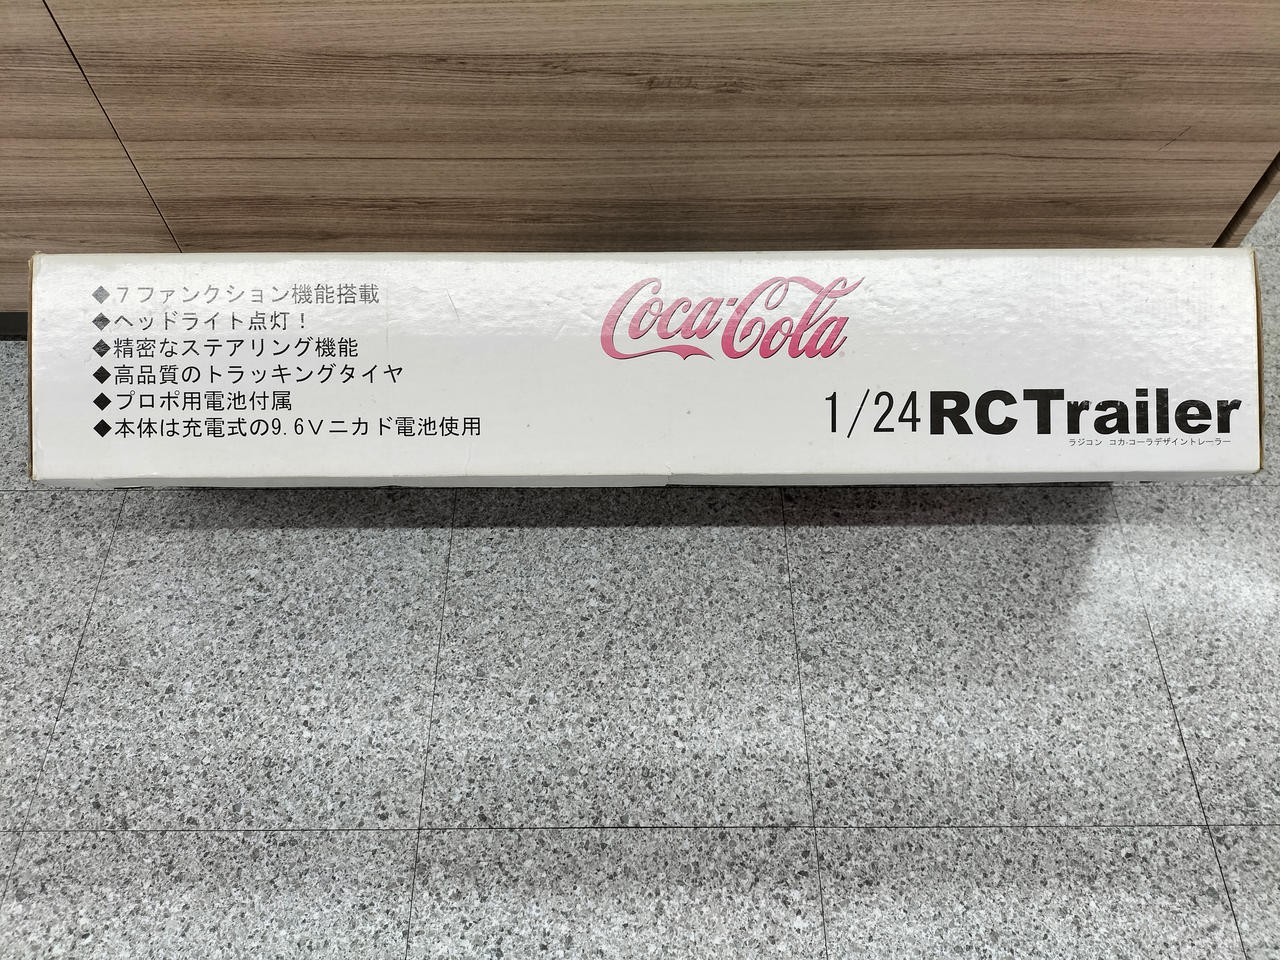 ◆７ファンクション機能搭載
◆ヘッドライト点灯！
◆精密なステアリング機能
◆高品質のトラッキングタイヤ
◆プロポ用電池付属
◆本体は充電式の9.6Vニカド電池使用
Coca-Cola
1/24 RC Trailer
ラジコン コカ・コーラデザイントレーラー